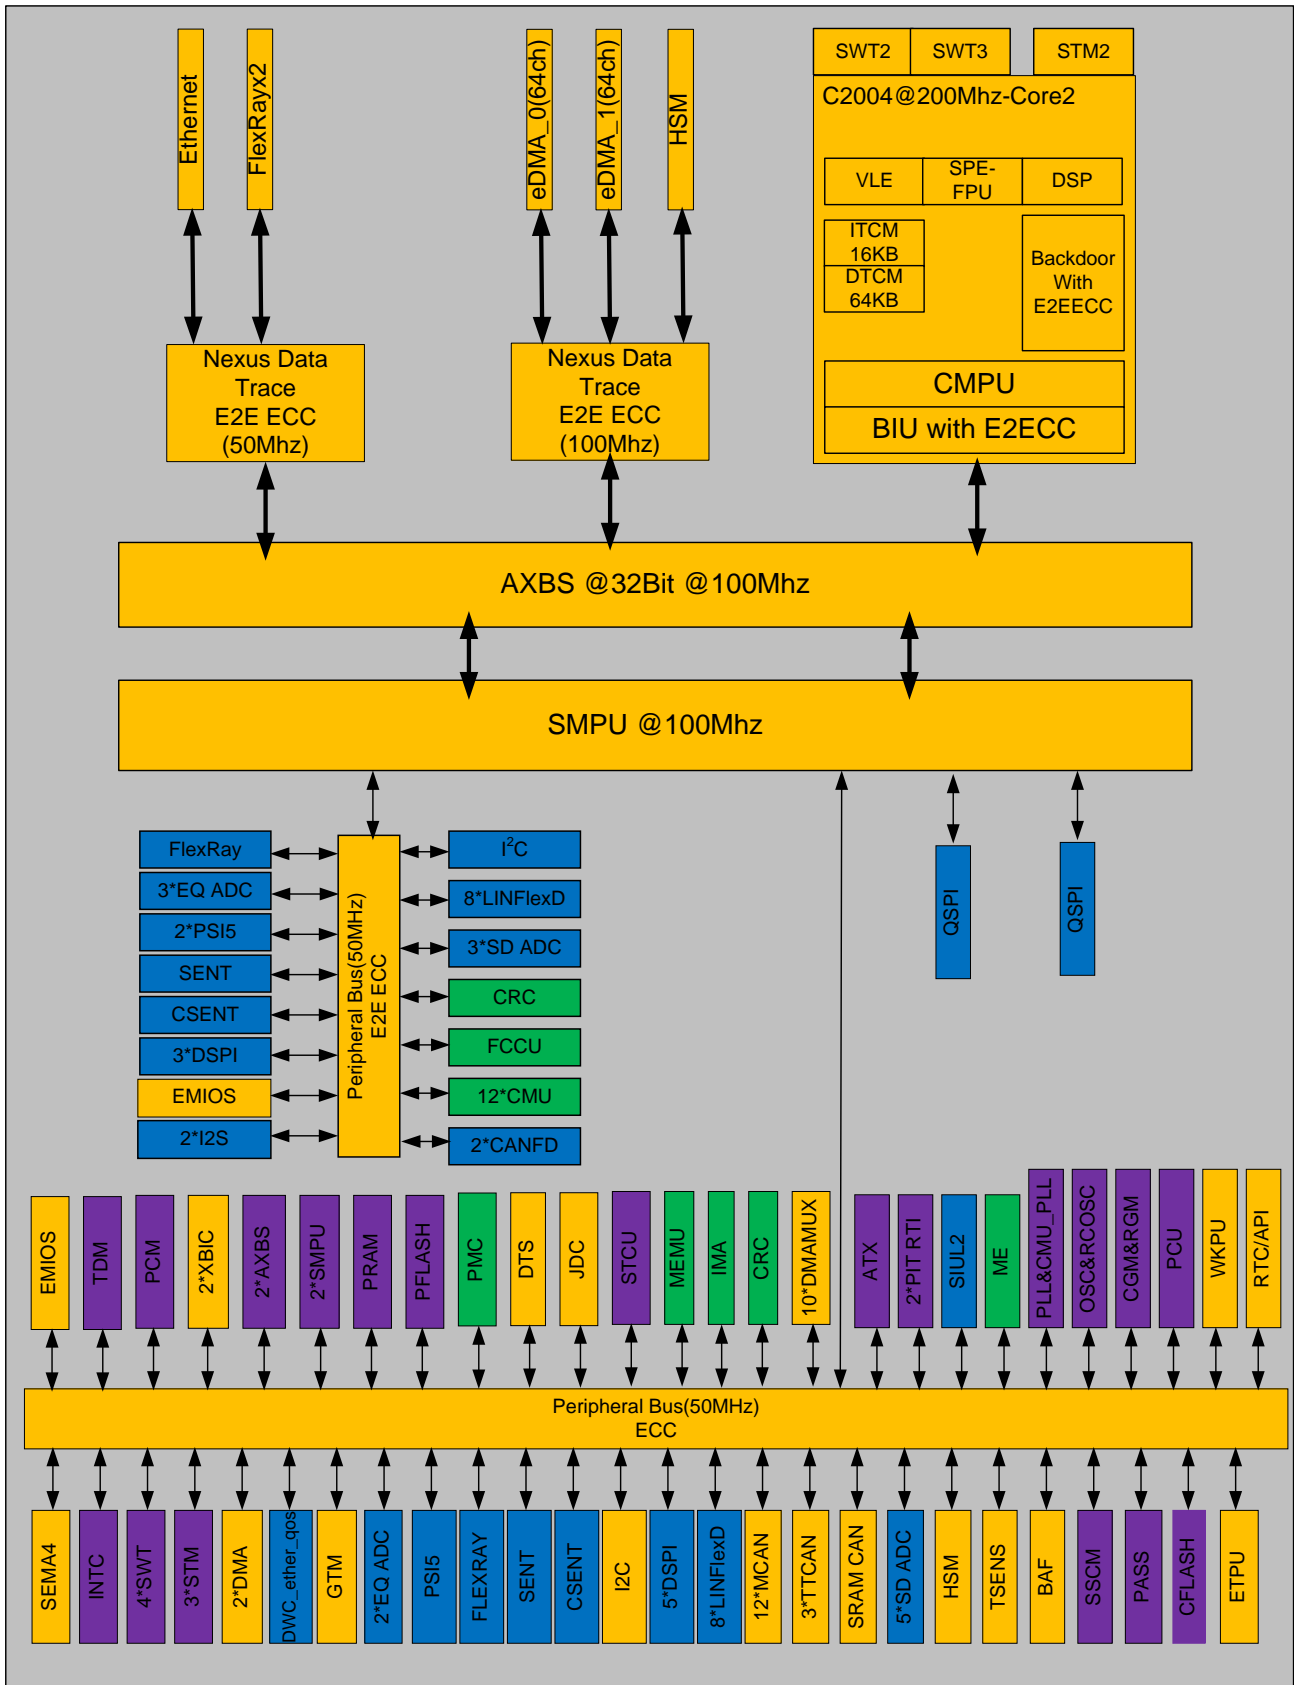 Ethernet
FlexRayx2
eDMA_0(64ch)
eDMA_1(64ch)
HSM
SWT2
SWT3
STM2
C2004@200Mhz-Core2
VLE
SPE-
FPU
DSP
ITCM
16KB
DTCM
64KB
Backdoor
With
E2EECC
CMPU
BIU with E2ECC
Nexus Data
Trace
E2E ECC
(50Mhz)
Nexus Data
Trace
E2E ECC
(100Mhz)
AXBS @32Bit @100Mhz
SMPU @100Mhz
FlexRay
3*EQ ADC
2*PSI5
SENT
CSENT
3*DSPI
EMIOS
2*I2S
Peripheral Bus(50MHz)
E2E ECC
I²C
8*LINFlexD
3*SD ADC
CRC
FCCU
12*CMU
2*CANFD
QSPI
QSPI
EMIOS
TDM
PCM
2*XBIC
2*AXBS
2*SMPU
PRAM
PFLASH
PMC
DTS
JDC
STCU
MEMU
IMA
CRC
10*DMAMUX
ATX
2*PIT RTI
SIUL2
ME
PLL&CMU_PLL
OSC&RCOSC
CGM&RGM
PCU
WKPU
RTC/API
Peripheral Bus(50MHz)
ECC
SEMA4
INTC
4*SWT
3*STM
2*DMA
DWC_ether_qos
GTM
2*EQ ADC
PSI5
FLEXRAY
SENT
CSENT
I2C
5*DSPI
8*LINFlexD
12*MCAN
3*TTCAN
SRAM CAN
5*SD ADC
HSM
TSENS
BAF
SSCM
PASS
CFLASH
ETPU